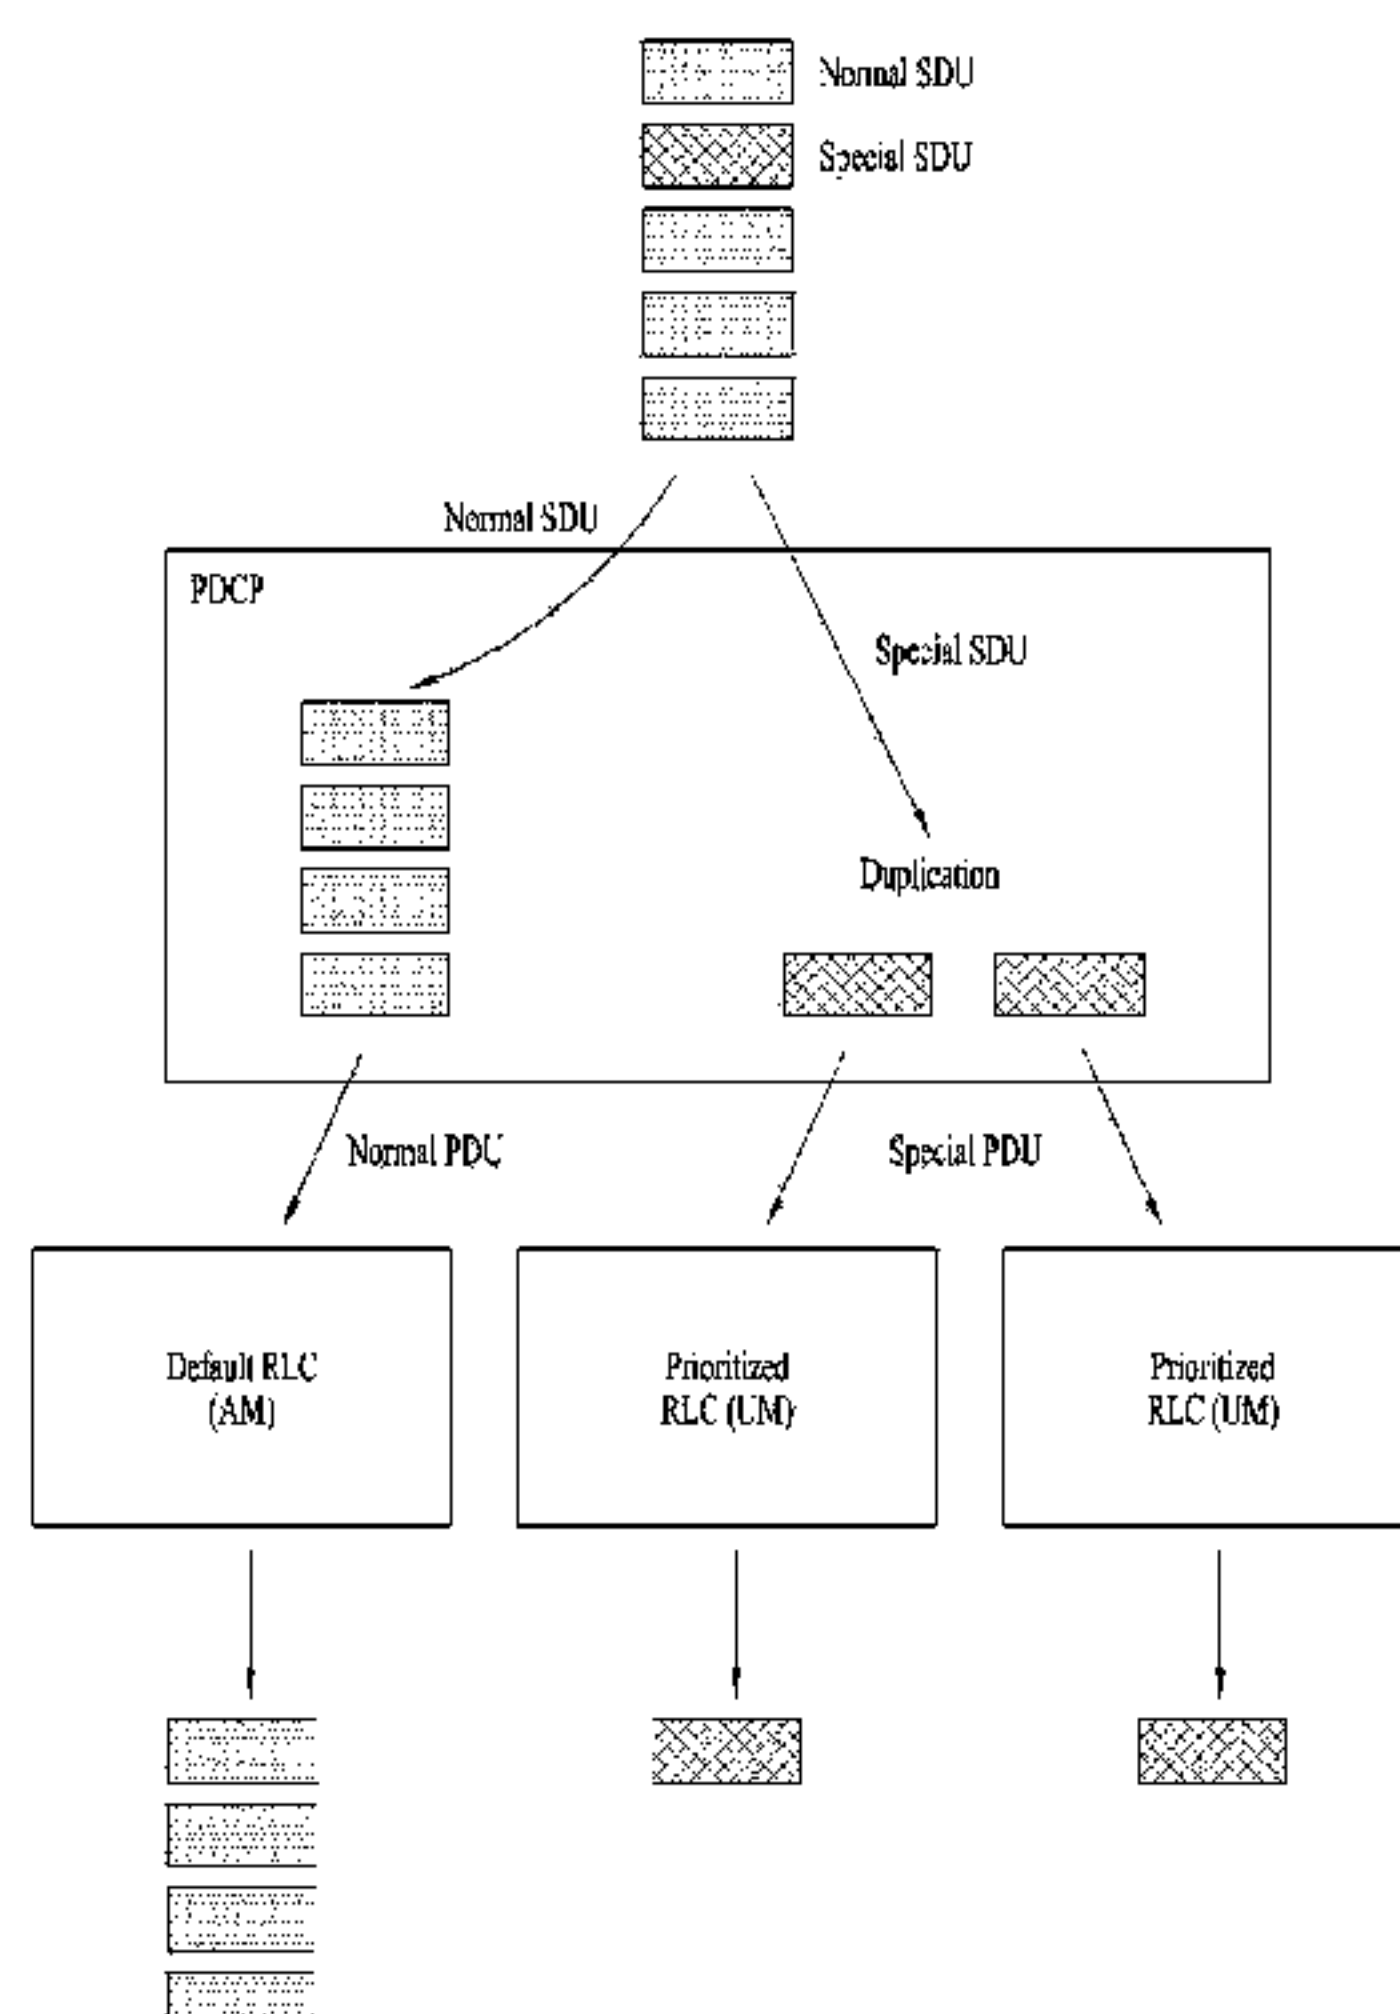 Normal SDU
Special SDU
Normal SDU
PDCP
Special SDU
Duplication
Normal PDU
Special PDU
Default RLC
(AM)
Prioritized
RLC (UM)
Prioritized
RLC (UM)